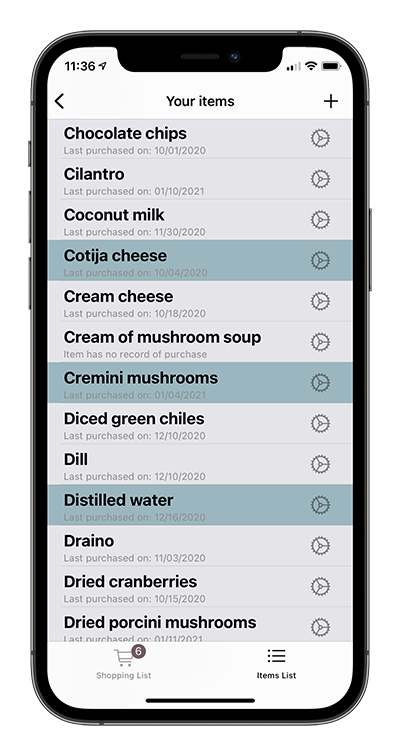 11:36
Your items
Chocolate chips
Last purchased on: 10/01/2020
Cilantro
Last purchased on: 01/10/2021
Coconut milk
Last purchased on: 11/30/2020
Cotija cheese
Last purchased on: 10/04/2020
Cream cheese
Last purchased on: 10/18/2020
Cream of mushroom soup
Item has no record of purchase
Cremini mushrooms
Last purchased on: 01/04/2021
Diced green chiles
Last purchased on: 12/10/2020
Dill
Last purchased on: 12/10/2020
Distilled water
Last purchased on: 12/16/2020
Draino
Last purchased on: 11/03/2020
Dried cranberries
Last purchased on: 10/15/2020
Dried porcini mushrooms
Last purchased on: 01/11/2021
6
Shopping List
Items List